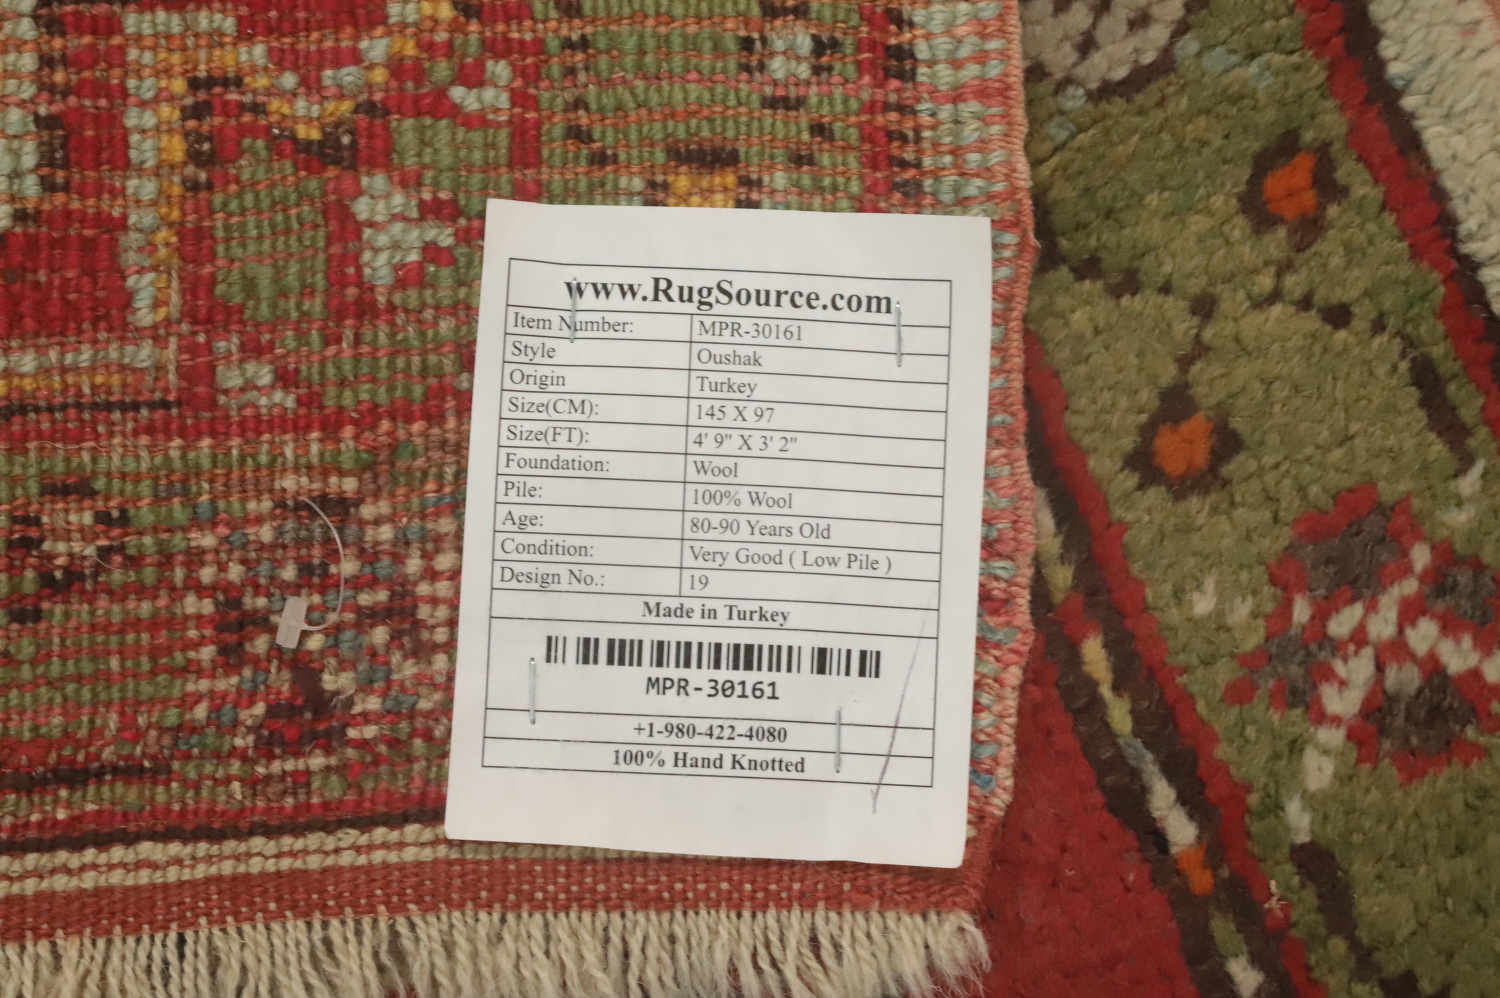 www.RugSource.com
Item Number: MPR-30161
Style Oushak
Origin Turkey
Size(CM): 145 X 97
Size(FT): 4' 9" X 3' 2"
Foundation: Wool
Pile: 100% Wool
Age: 80-90 Years Old
Condition: Very Good ( Low Pile )
Design No.: 19
Made in Turkey
MPR-30161
+1-980-422-4080
100% Hand Knotted